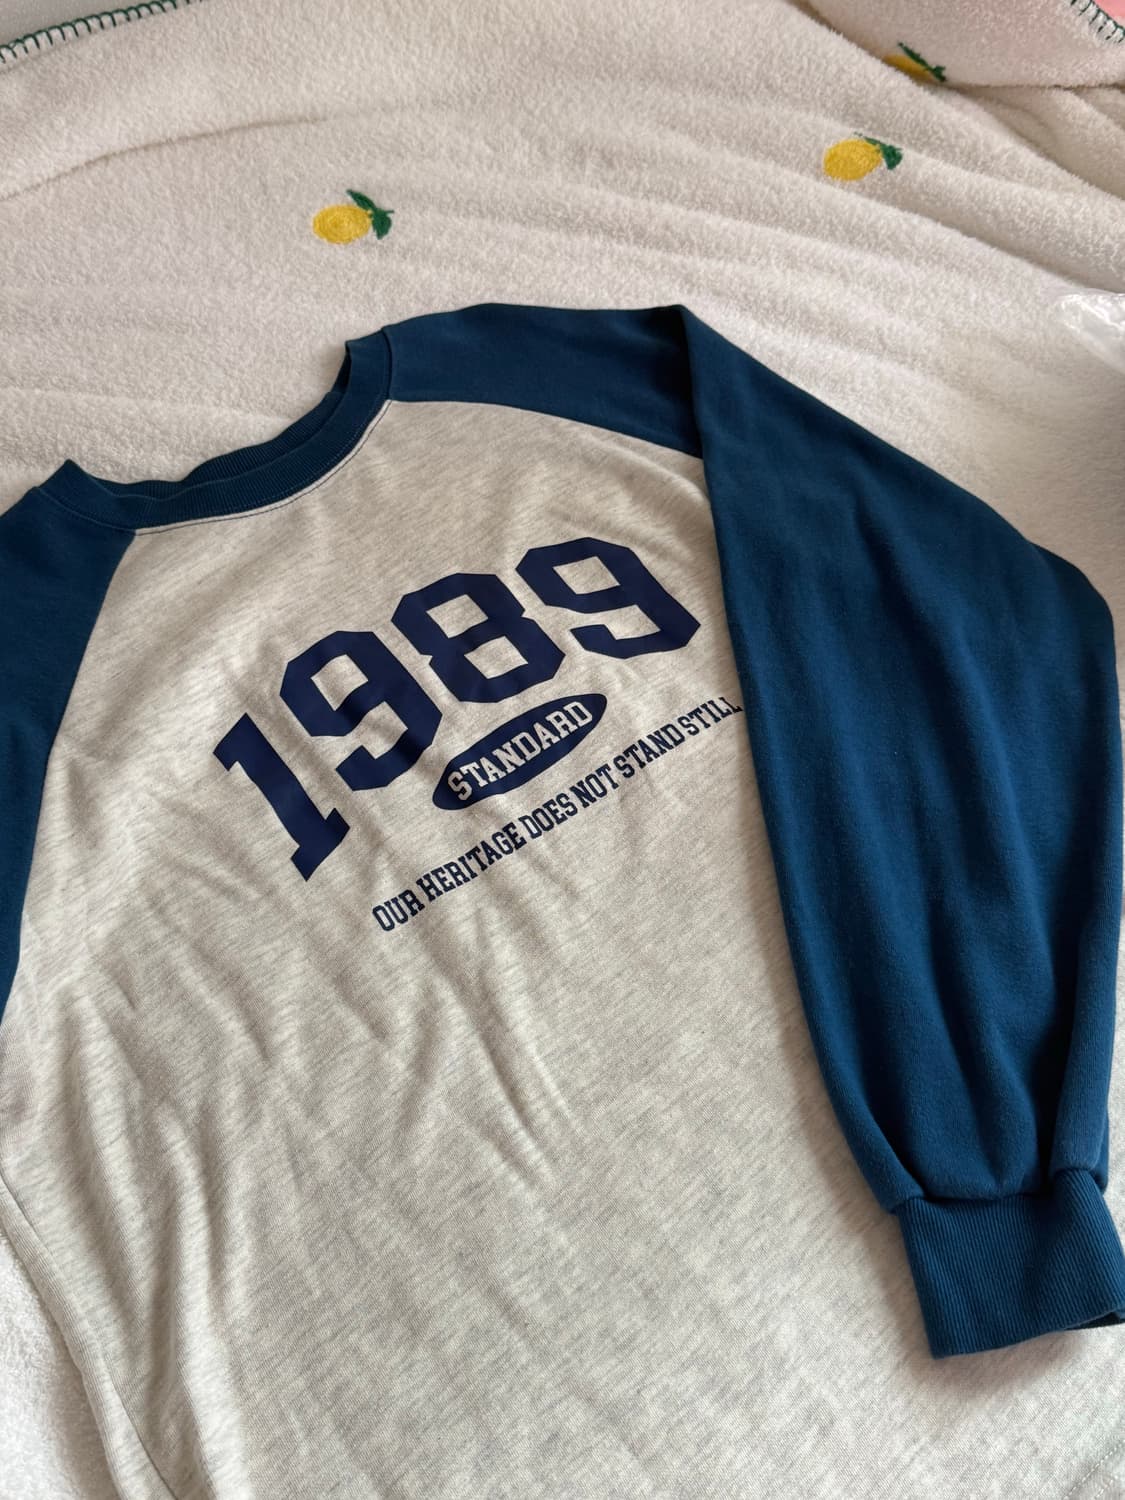 1989
STANDARD
OUR HERITAGE DOES NOT STAND STILL